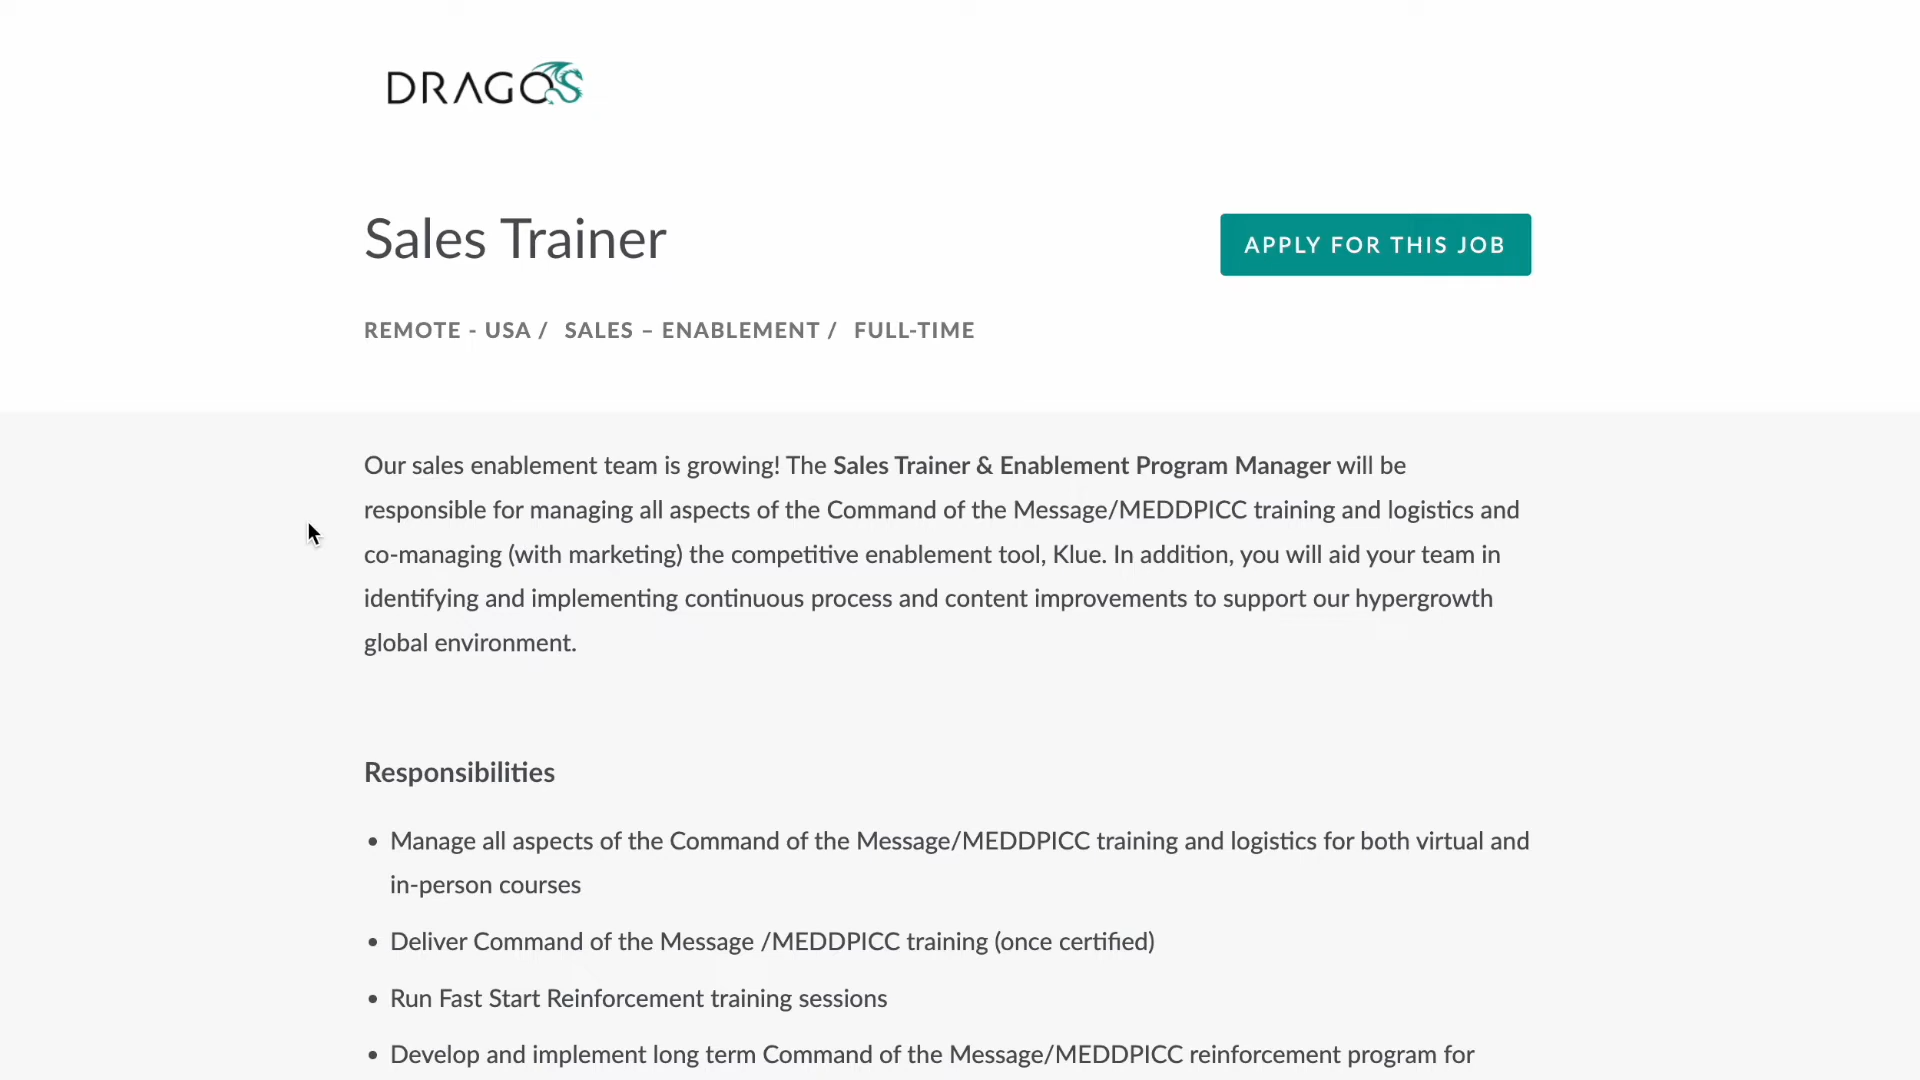 DRAGOS
Sales Trainer
APPLY FOR THIS JOB
REMOTE - USA / SALES – ENABLEMENT / FULL-TIME
Our sales enablement team is growing! The Sales Trainer & Enablement Program Manager will be
responsible for managing all aspects of the Command of the Message/MEDDPICC training and logistics and
co-managing (with marketing) the competitive enablement tool, Klue. In addition, you will aid your team in
identifying and implementing continuous process and content improvements to support our hypergrowth
global environment.
Responsibilities
• Manage all aspects of the Command of the Message/MEDDPICC training and logistics for both virtual and
in-person courses
• Deliver Command of the Message /MEDDPICC training (once certified)
• Run Fast Start Reinforcement training sessions
• Develop and implement long term Command of the Message/MEDDPICC reinforcement program for